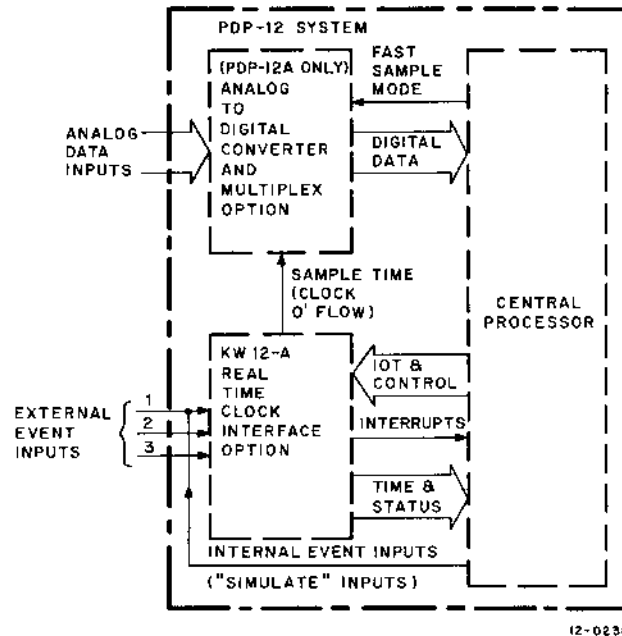 PDP-12 SYSTEM
(PDP-12A ONLY)
ANALOG
TO
DIGITAL
CONVERTER
AND
MULTIPLEX
OPTION
FAST
SAMPLE
MODE
ANALOG
DATA
INPUTS
DIGITAL
DATA
SAMPLE TIME
(CLOCK
O' FLOW)
CENTRAL
PROCESSOR
KW 12-A
REAL
TIME
CLOCK
INTERFACE
OPTION
IOT &
CONTROL
INTERRUPTS
TIME &
STATUS
EXTERNAL
EVENT
INPUTS
1
2
3
INTERNAL EVENT INPUTS
("SIMULATE" INPUTS)